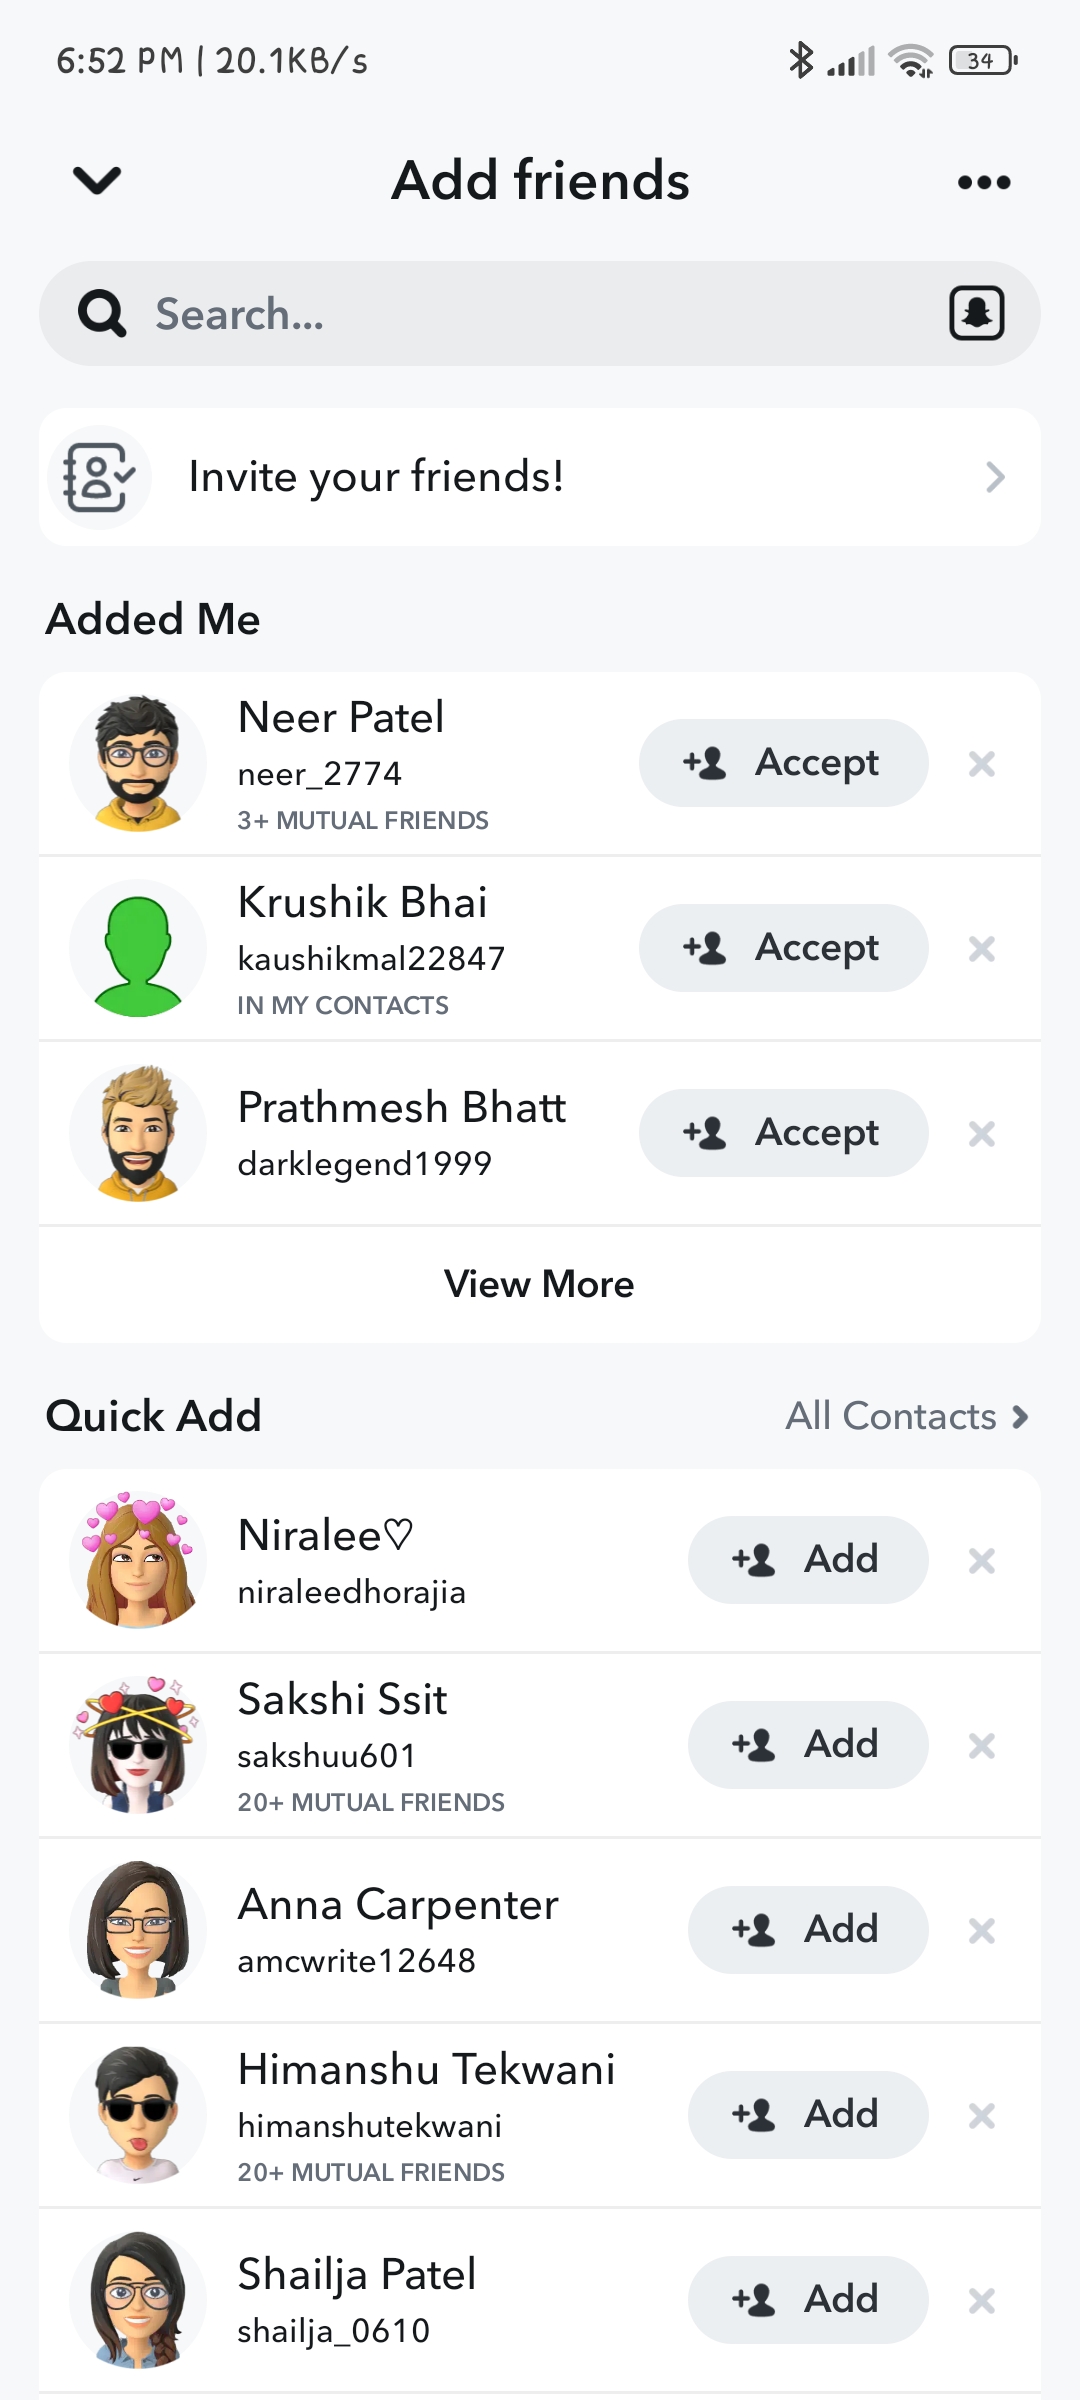 6:52 PM | 20.1KB/s
34
Add friends
Search...
Invite your friends!
Added Me
Neer Patel
neer_2774
3+ MUTUAL FRIENDS
Accept
Krushik Bhai
kaushikmal22847
IN MY CONTACTS
Accept
Prathmesh Bhatt
darklegend1999
Accept
View More
Quick Add
All Contacts
Niralee♡
niraleedhorajia
Add
Sakshi Ssit
sakshuu601
20+ MUTUAL FRIENDS
Add
Anna Carpenter
amcwrite12648
Add
Himanshu Tekwani
himanshutekwani
20+ MUTUAL FRIENDS
Add
Shailja Patel
shailja_0610
Add